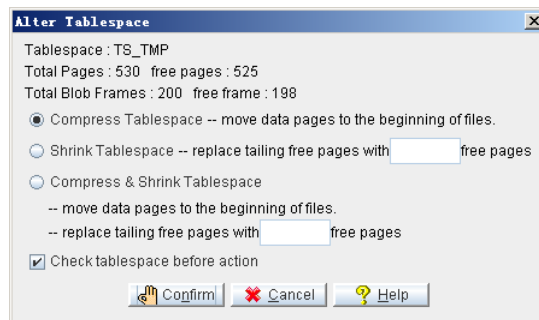 Alter Tablespace
Tablespace : TS_TMP
Total Pages : 530 free pages : 525
Total Blob Frames : 200 free frame : 198
Compress Tablespace -- move data pages to the beginning of files.
Shrink Tablespace -- replace tailing free pages with free pages
Compress & Shrink Tablespace
-- move data pages to the beginning of files.
-- replace tailing free pages with free pages
Check tablespace before action
Confirm Cancel Help